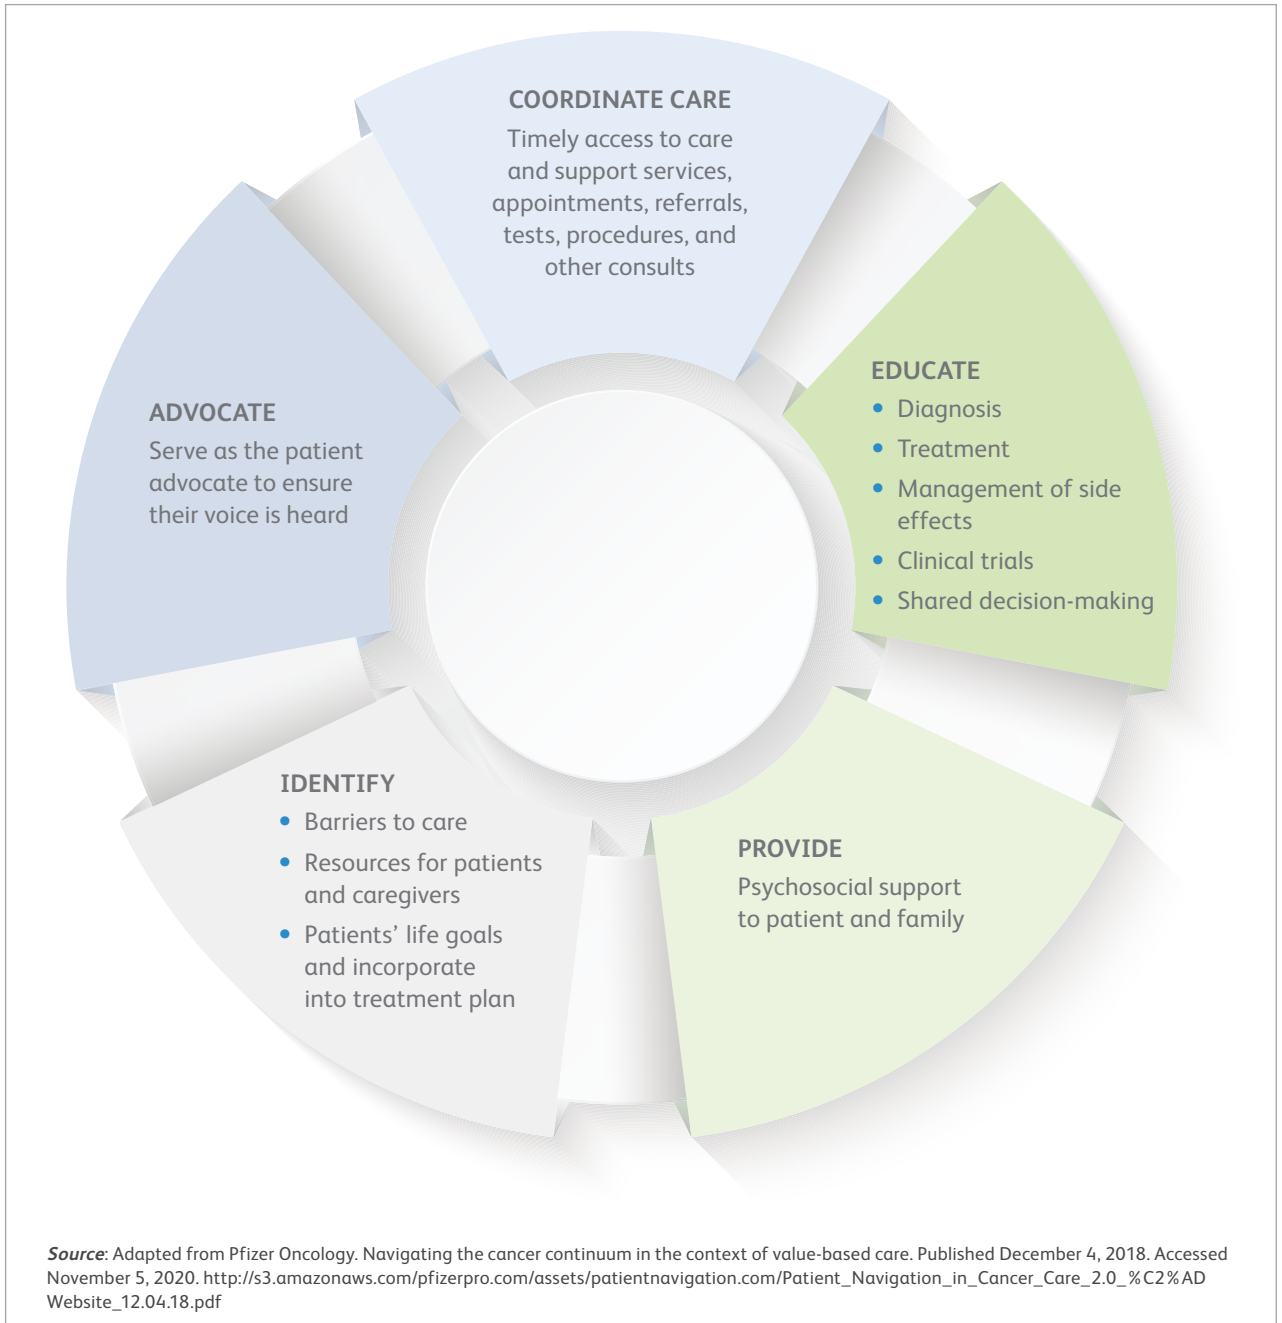 COORDINATE CARE
Timely access to care
and support services,
appointments, referrals,
tests, procedures, and
other consults
EDUCATE
• Diagnosis
• Treatment
• Management of side
effects
• Clinical trials
• Shared decision-making
PROVIDE
Psychosocial support
to patient and family
IDENTIFY
• Barriers to care
• Resources for patients
and caregivers
• Patients’ life goals
and incorporate
into treatment plan
ADVOCATE
Serve as the patient
advocate to ensure
their voice is heard
Source: Adapted from Pfizer Oncology. Navigating the cancer continuum in the context of value-based care. Published December 4, 2018. Accessed
November 5, 2020. http://s3.amazonaws.com/pfizerpro.com/assets/patientnavigation.com/Patient_Navigation_in_Cancer_Care_2.0_%C2%AD
Website_12.04.18.pdf